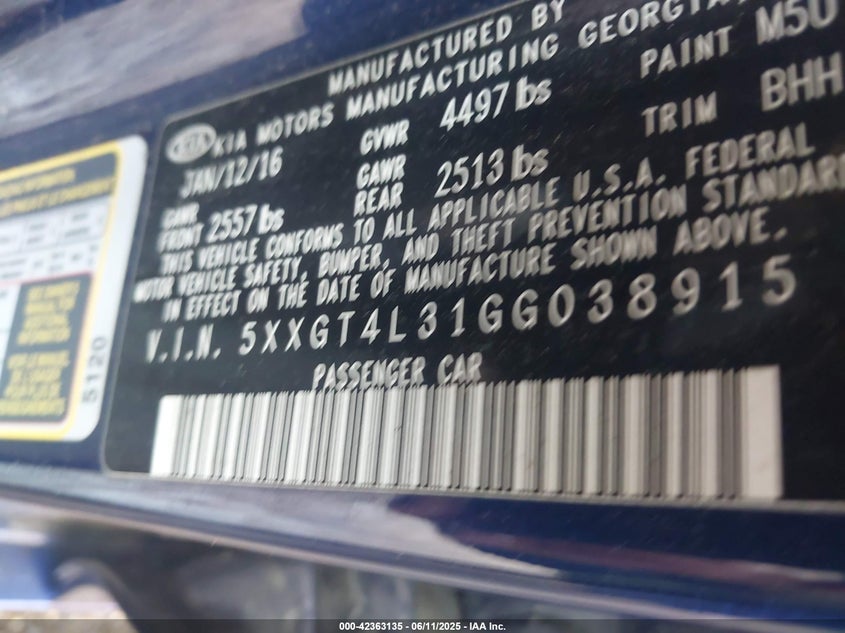 MANUFACTURED BY
KIA KIA MOTORS MANUFACTURING GEORGIA
JAN/12/16 GVWR 4497 lbs PAINT M5U
GAWR FRONT 2557 lbs GAWR REAR 2513 lbs TRIM BHH
THIS VEHICLE CONFORMS TO ALL APPLICABLE U.S.A. FEDERAL
MOTOR VEHICLE SAFETY, BUMPER, AND THEFT PREVENTION STANDARD
IN EFFECT ON THE DATE OF MANUFACTURE SHOWN ABOVE.
V.I.N. 5XXGT4L31GG038915
PASSENGER CAR
5120
000-42363135 - 06/11/2025 - IAA Inc.